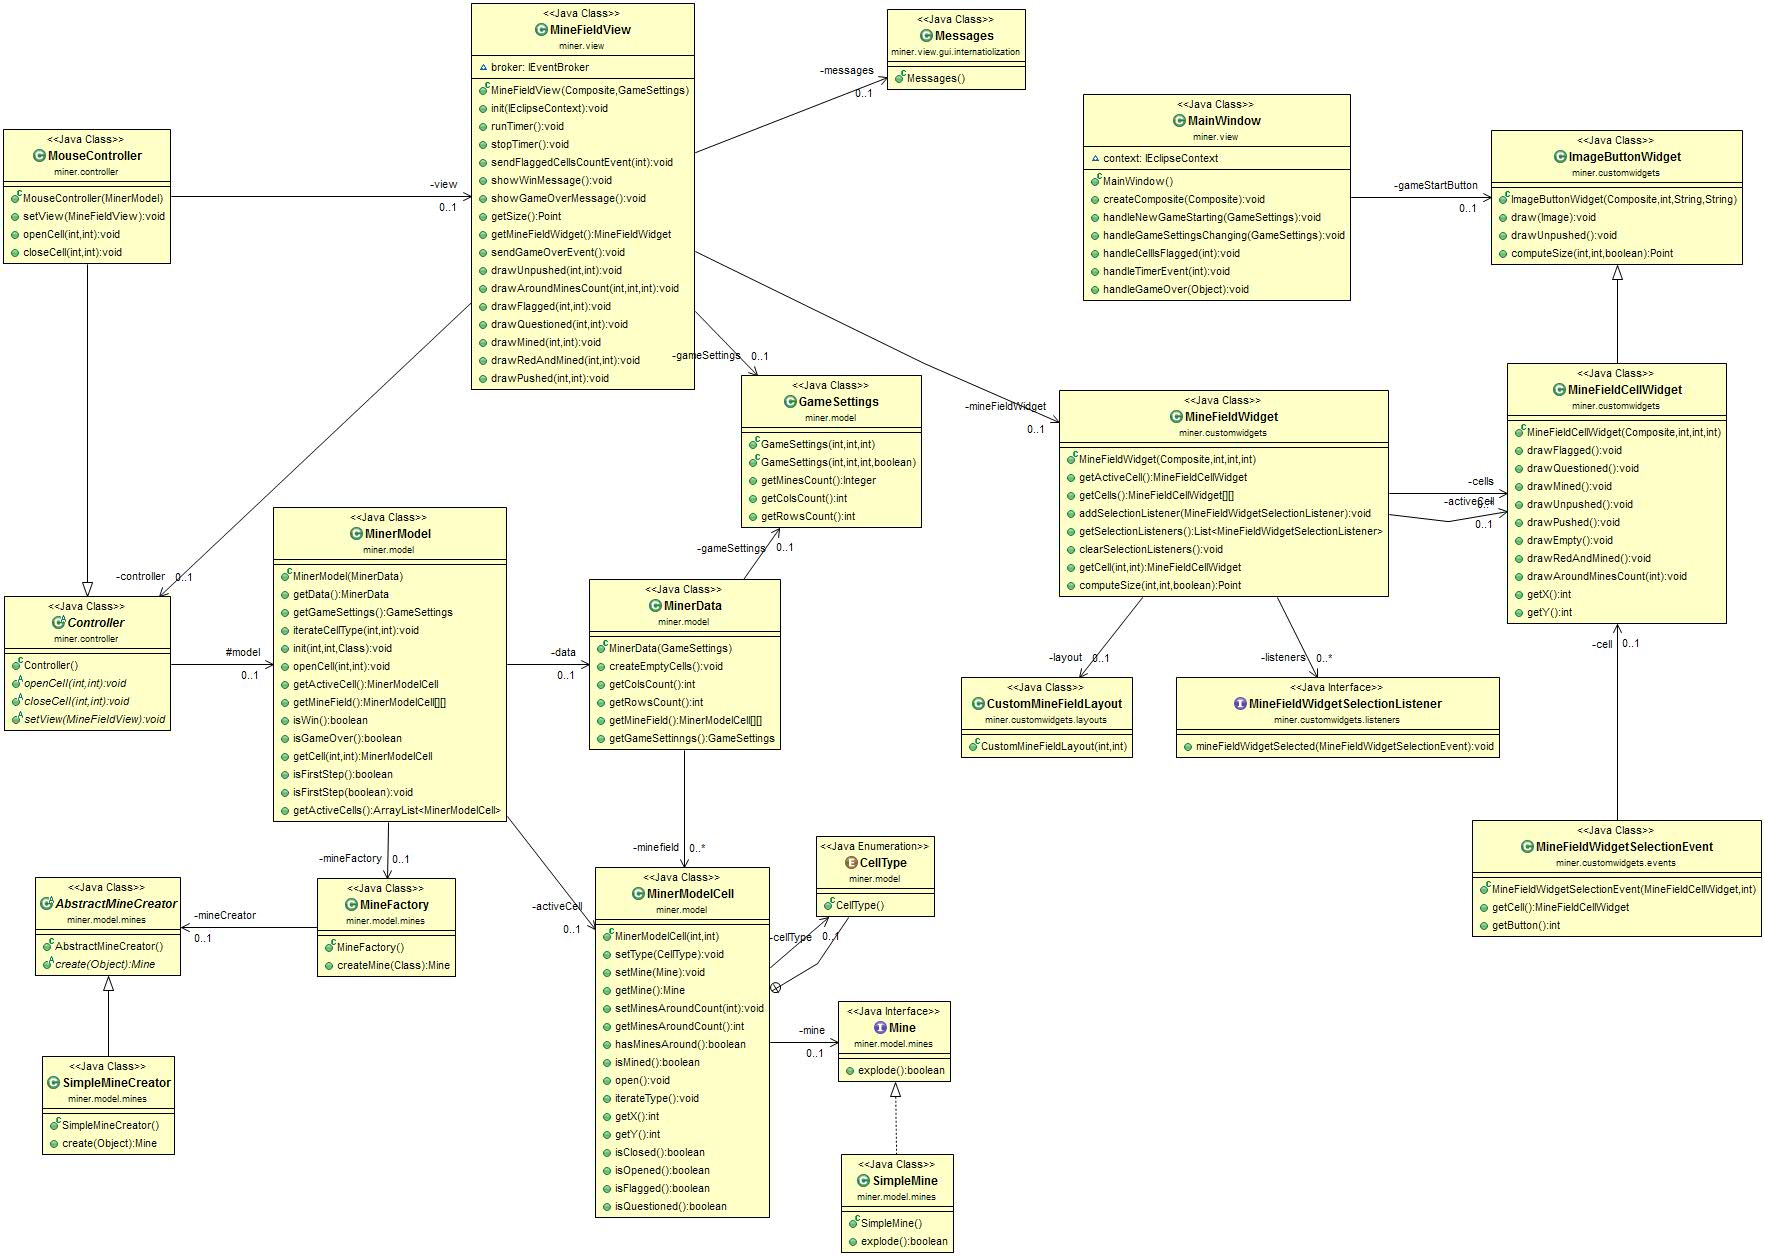 <<Java Class>>
MineFieldView
miner.view
broker: IEventBroker
MineFieldView(Composite,GameSettings)
init(IEclipseContext):void
runTimer():void
stopTimer():void
sendFlaggedCellsCountEvent(int):void
showWinMessage():void
showGameOverMessage():void
getSize():Point
getMineFieldWidget():MineFieldWidget
sendGameOverEvent():void
drawUnpushed(int,int):void
drawAroundMinesCount(int,int,int):void
drawFlagged(int,int):void
drawQuestioned(int,int):void
drawMined(int,int):void
drawRedAndMined(int,int):void
drawPushed(int,int):void
<<Java Class>>
Messages
miner.view.gui.internatiolization
Messages()
-messages
0..1
<<Java Class>>
MainWindow
miner.view
context: IEclipseContext
MainWindow()
createComposite(Composite):void
handleNewGameStarting(GameSettings):void
handleGameSettingsChanging(GameSettings):void
handleCellIsFlagged(int):void
handleTimerEvent(int):void
handleGameOver(Object):void
-gameStartButton
0..1
<<Java Class>>
ImageButtonWidget
miner.customwidgets
ImageButtonWidget(Composite,int,String,String)
draw(Image):void
drawUnpushed():void
computeSize(int,int,boolean):Point
<<Java Class>>
MouseController
miner.controller
MouseController(MinerModel)
setView(MineFieldView):void
openCell(int,int):void
closeCell(int,int):void
-view
0..1
-gameSettings
0..1
<<Java Class>>
GameSettings
miner.model
GameSettings(int,int,int)
GameSettings(int,int,int,boolean)
getMinesCount():Integer
getColsCount():int
getRowsCount():int
-mineFieldWidget
0..1
<<Java Class>>
MineFieldWidget
miner.customwidgets
MineFieldWidget(Composite,int,int,int)
getActiveCell():MineFieldCellWidget
getCells():MineFieldCellWidget[][]
addSelectionListener(MineFieldWidgetSelectionListener):void
getSelectionListeners():List<MineFieldWidgetSelectionListener>
clearSelectionListeners():void
getCell(int,int):MineFieldCellWidget
computeSize(int,int,boolean):Point
-cells
0..*
-activeCell
0..1
<<Java Class>>
MineFieldCellWidget
miner.customwidgets
MineFieldCellWidget(Composite,int,int,int)
drawFlagged():void
drawQuestioned():void
drawMined():void
drawUnpushed():void
drawPushed():void
drawEmpty():void
drawRedAndMined():void
drawAroundMinesCount(int):void
getX():int
getY():int
-controller
0..1
<<Java Class>>
Controller
miner.controller
Controller()
openCell(int,int):void
closeCell(int,int):void
setView(MineFieldView):void
#model
0..1
<<Java Class>>
MinerModel
miner.model
MinerModel(MinerData)
getData():MinerData
getGameSettings():GameSettings
iterateCellType(int,int):void
init(int,int,Class):void
openCell(int,int):void
getActiveCell():MinerModelCell
getMineField():MinerModelCell[][]
isWin():boolean
isGameOver():boolean
getCell(int,int):MinerModelCell
isFirstStep():boolean
isFirstStep(boolean):void
getActiveCells():ArrayList<MinerModelCell>
-data
0..1
-gameSettings
0..1
<<Java Class>>
MinerData
miner.model
MinerData(GameSettings)
createEmptyCells():void
getColsCount():int
getRowsCount():int
getMineField():MinerModelCell[][]
getGameSettinngs():GameSettings
-layout
0..1
<<Java Class>>
CustomMineFieldLayout
miner.customwidgets.layouts
CustomMineFieldLayout(int,int)
-listeners
0..*
<<Java Interface>>
MineFieldWidgetSelectionListener
miner.customwidgets.listeners
mineFieldWidgetSelected(MineFieldWidgetSelectionEvent):void
-cell
0..1
<<Java Class>>
MineFieldWidgetSelectionEvent
miner.customwidgets.events
MineFieldWidgetSelectionEvent(MineFieldCellWidget,int)
getCell():MineFieldCellWidget
getButton():int
-mineFactory
0..1
<<Java Class>>
MineFactory
miner.model.mines
MineFactory()
createMine(Class):Mine
-mineCreator
0..1
<<Java Class>>
AbstractMineCreator
miner.model.mines
AbstractMineCreator()
create(Object):Mine
<<Java Class>>
SimpleMineCreator
miner.model.mines
SimpleMineCreator()
create(Object):Mine
-activeCell
0..1
-minefield
0..*
<<Java Class>>
MinerModelCell
miner.model
MinerModelCell(int,int)
setType(CellType):void
setMine(Mine):void
getMine():Mine
setMinesAroundCount(int):void
getMinesAroundCount():int
hasMinesAround():boolean
isMined():boolean
open():void
iterateType():void
getX():int
getY():int
isClosed():boolean
isOpened():boolean
isFlagged():boolean
isQuestioned():boolean
<<Java Enumeration>>
CellType
miner.model
CellType()
-cellType
0..1
-mine
0..1
<<Java Interface>>
Mine
miner.model.mines
explode():boolean
<<Java Class>>
SimpleMine
miner.model.mines
SimpleMine()
explode():boolean